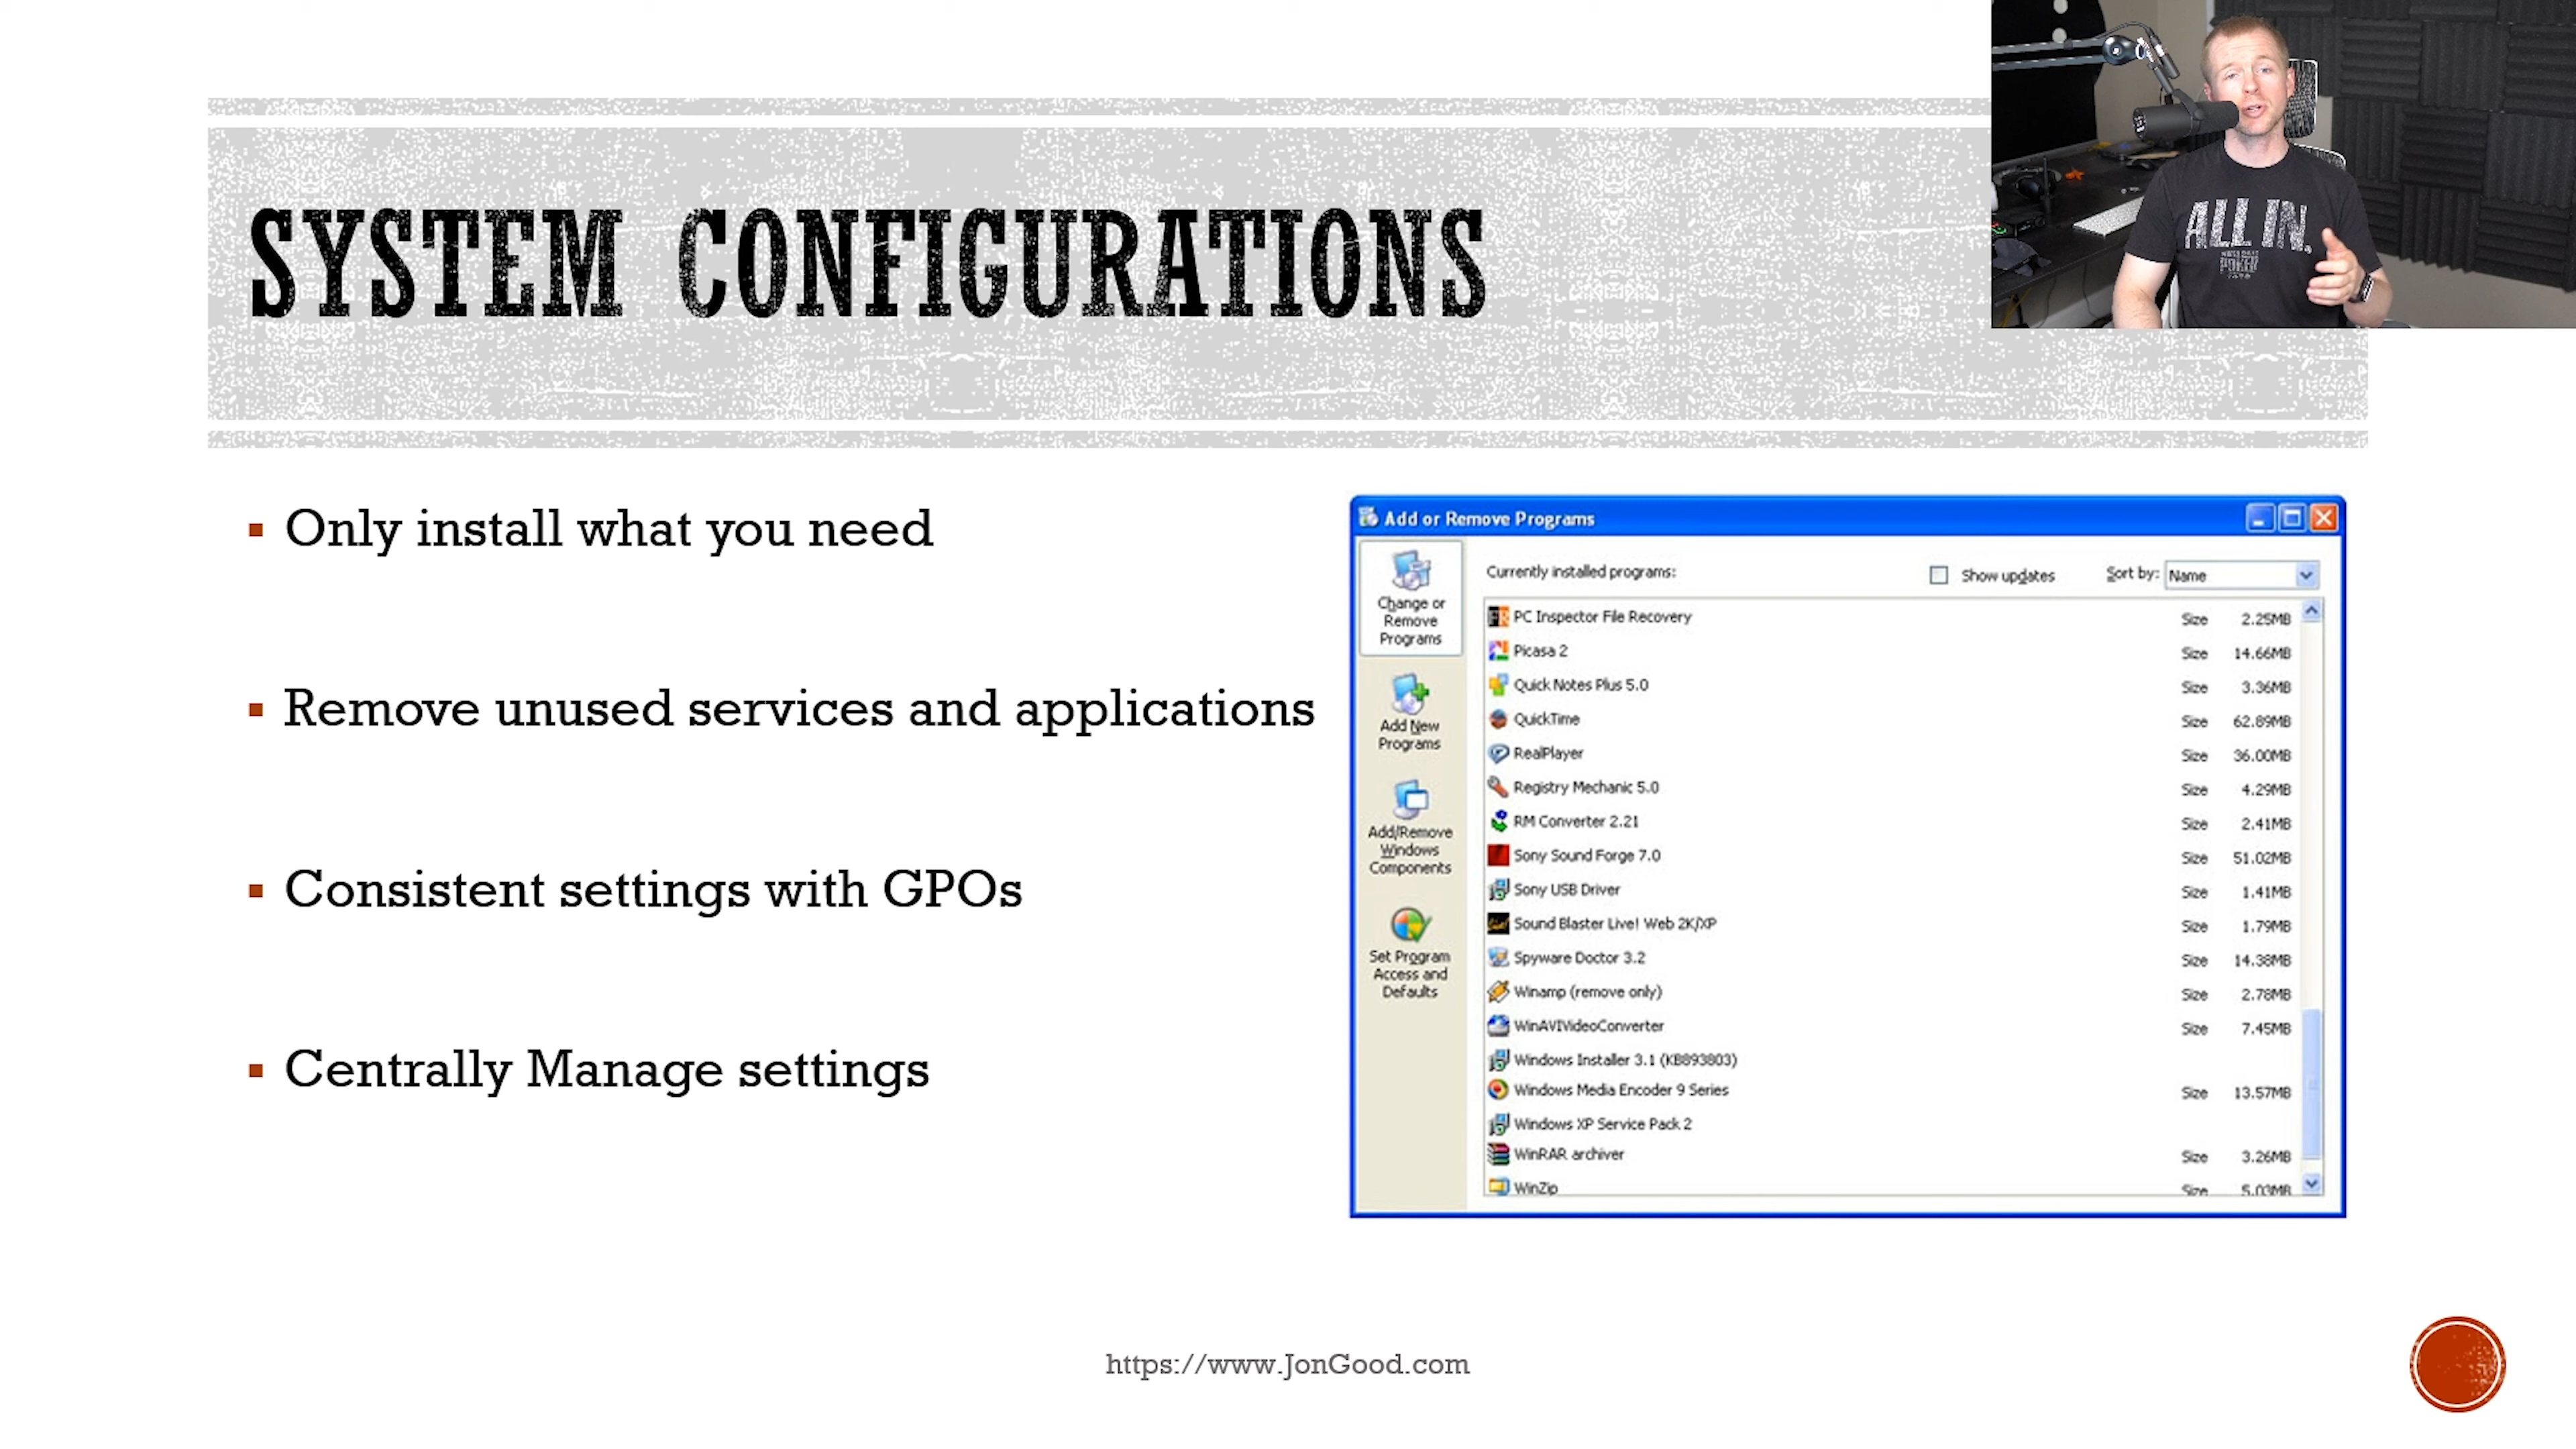 SYSTEM CONFIGURATIONS
ALL IN.
Only install what you need
Remove unused services and applications
Consistent settings with GPOs
Centrally Manage settings
Add or Remove Programs
Change or
Remove
Programs
Add New
Programs
Add/Remove
Windows
Components
Set Program
Access and
Defaults
Currently installed programs:
Show updates
Sort by: Name
PC Inspector File Recovery Size 2.25MB
Picasa 2 Size 14.66MB
Quick Notes Plus 5.0 Size 3.36MB
QuickTime Size 62.89MB
RealPlayer Size 36.00MB
Registry Mechanic 5.0 Size 4.29MB
RM Converter 2.21 Size 2.41MB
Sony Sound Forge 7.0 Size 51.02MB
Sony USB Driver Size 1.41MB
Sound Blaster Live! Web 2K/XP Size 1.79MB
Spyware Doctor 3.2 Size 14.38MB
Winamp (remove only) Size 2.78MB
WinAVIVideoConverter Size 7.45MB
Windows Installer 3.1 (KB893803)
Windows Media Encoder 9 Series Size 13.57MB
Windows XP Service Pack 2
WinRAR archiver Size 3.26MB
WinZip Size 5.03MB
https://www.JonGood.com